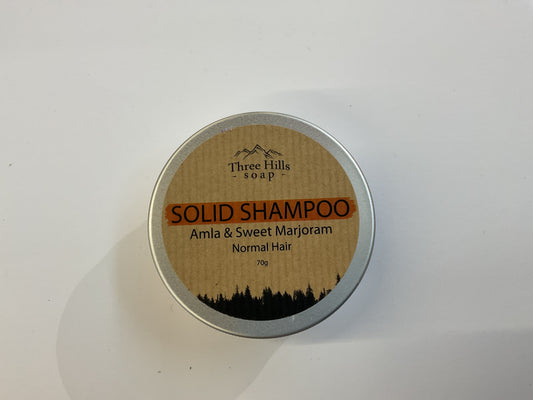 Three Hills
- soap -
SOLID SHAMPOO
Amla & Sweet Marjoram
Normal Hair
70g